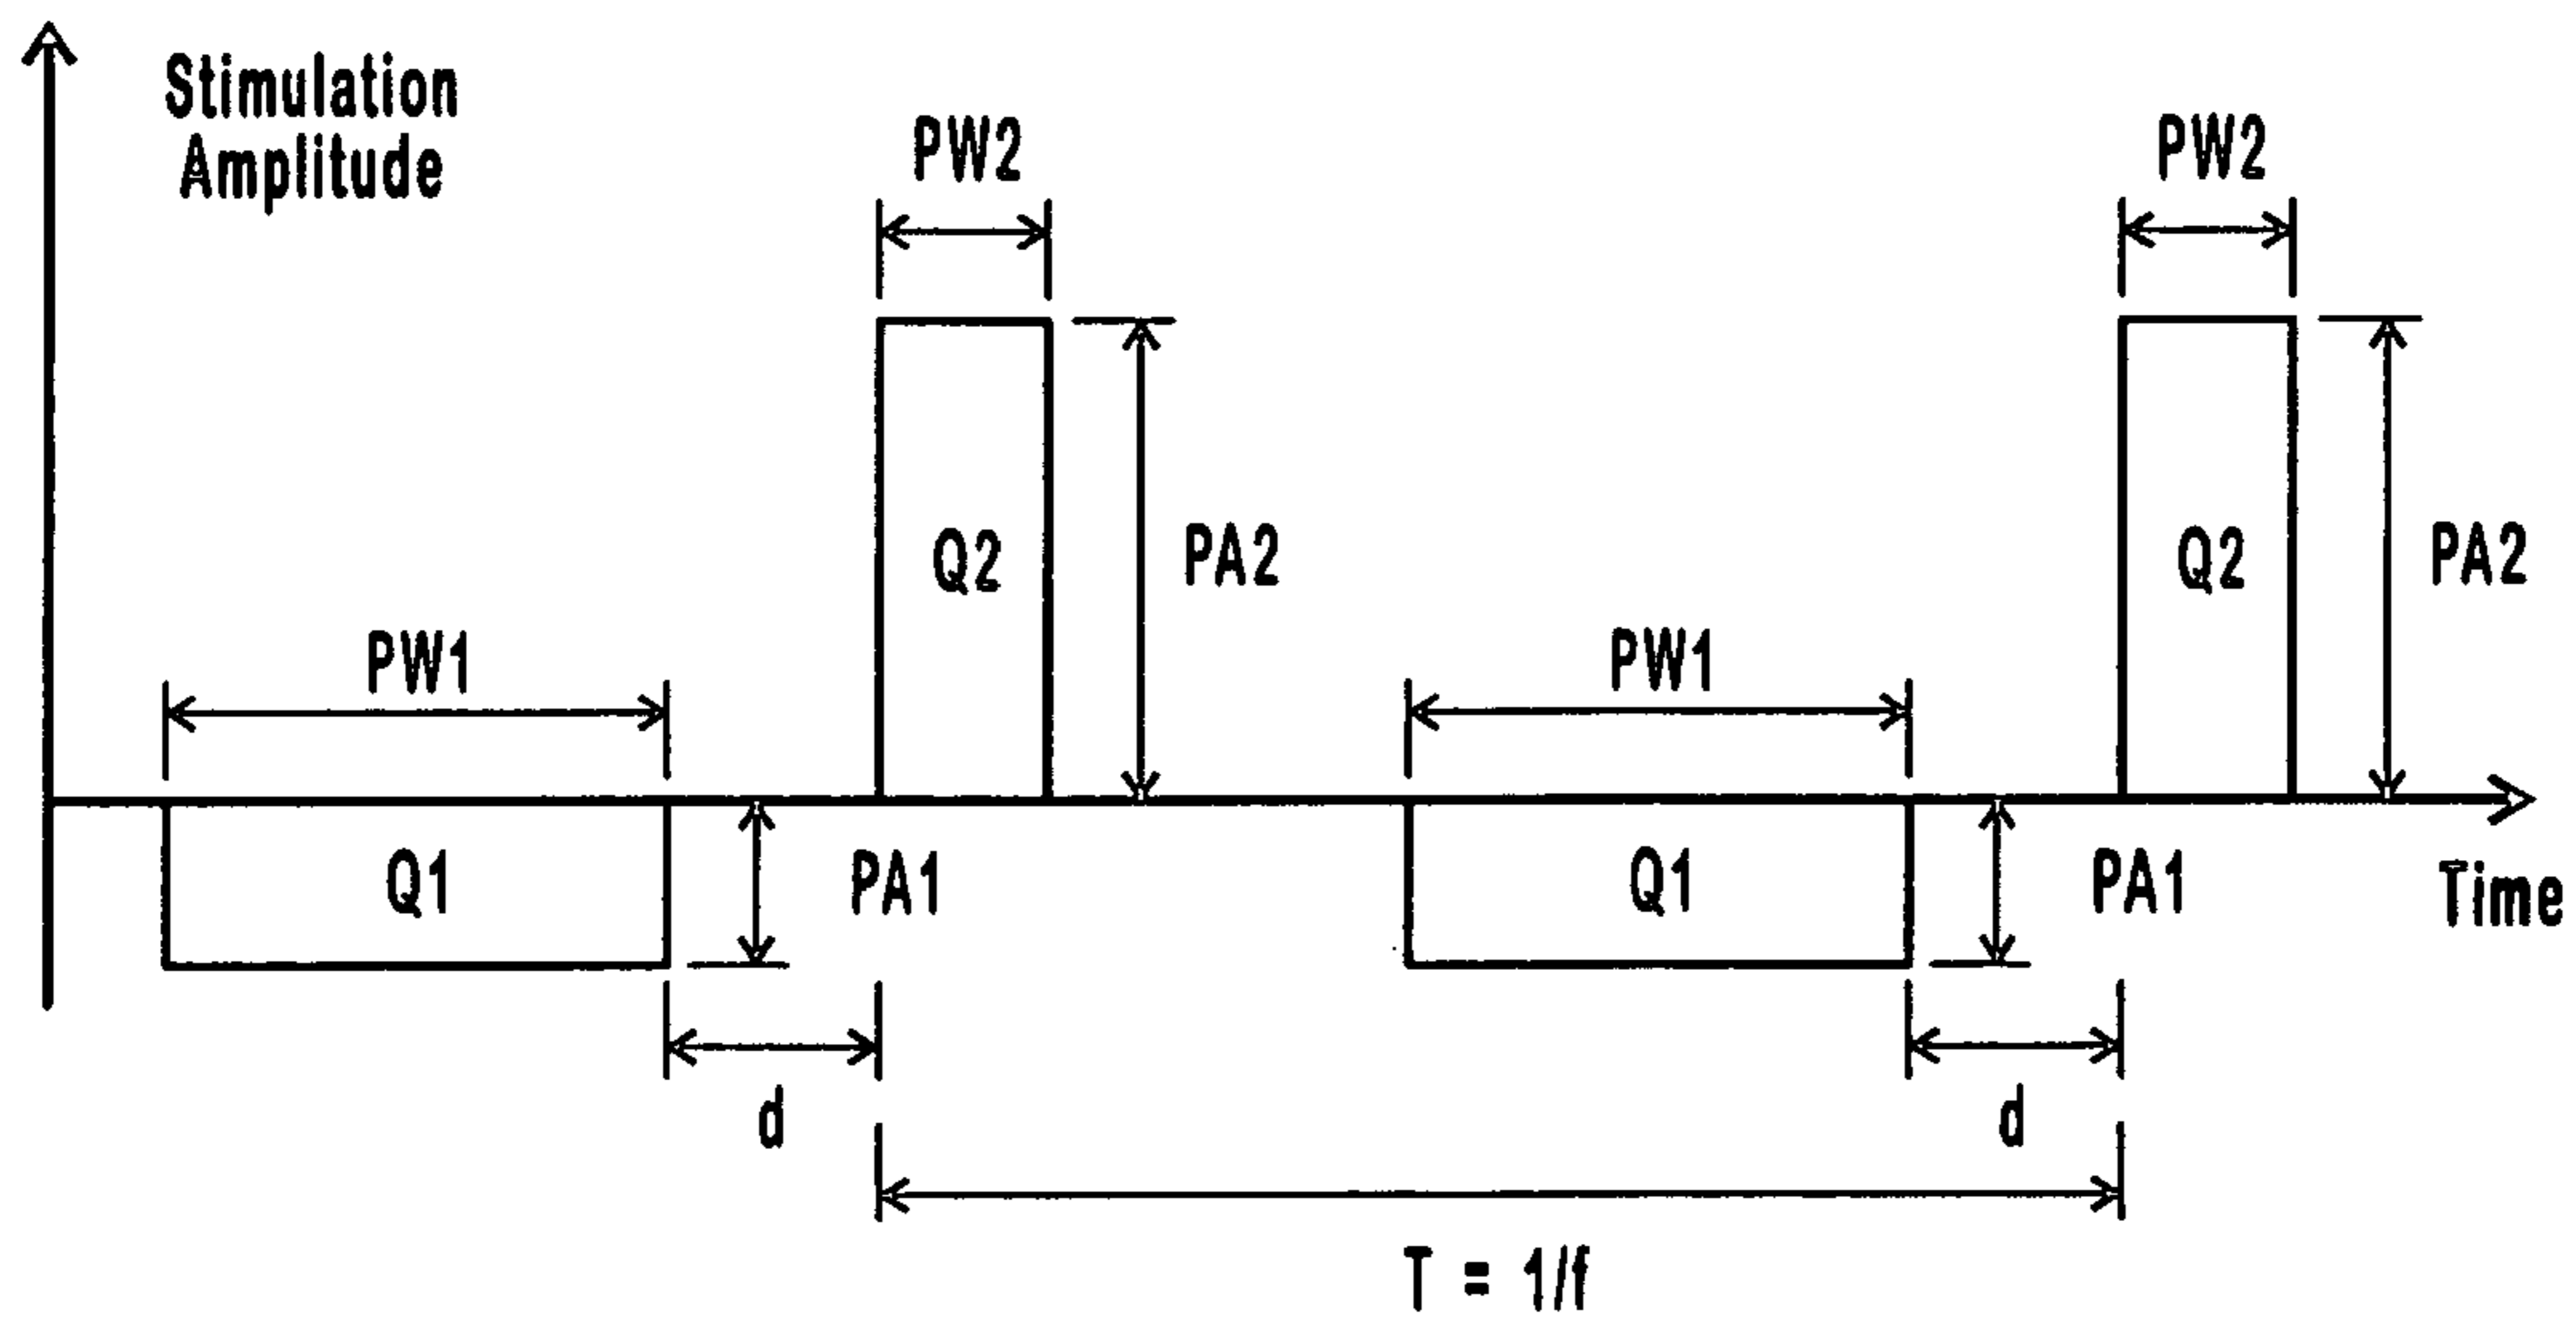 Stimulation
Amplitude
PW2
PW2
Q2
PA2
Q2
PA2
PW1
PW1
Q1
PA1
Q1
PA1
Time
d
d
T = 1/f